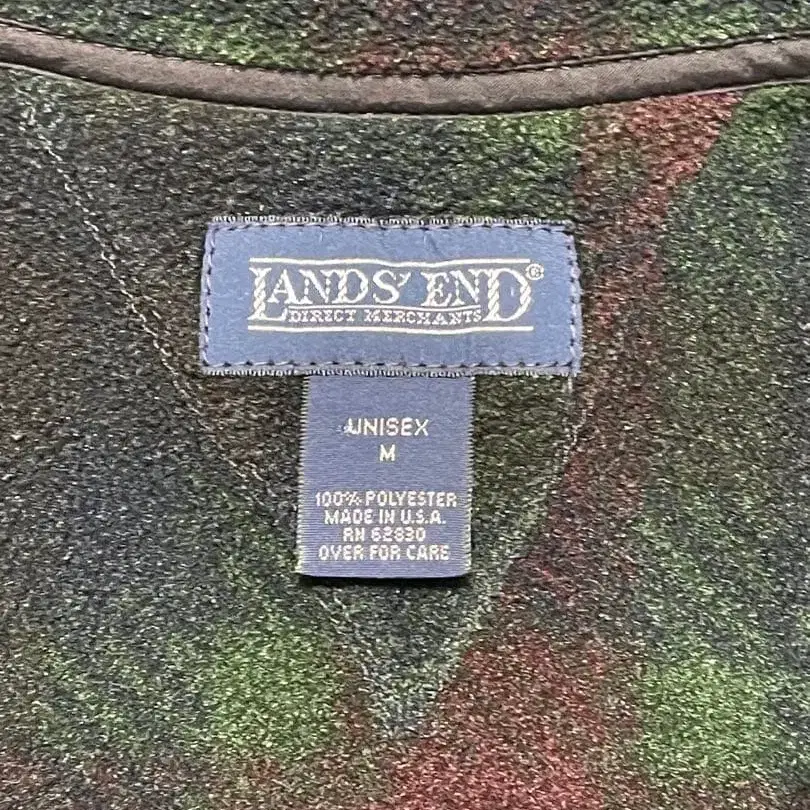 LANDS' END®
DIRECT MERCHANTS
UNISEX
M
100% POLYESTER
MADE IN U.S.A.
RN 62830
OVER FOR CARE